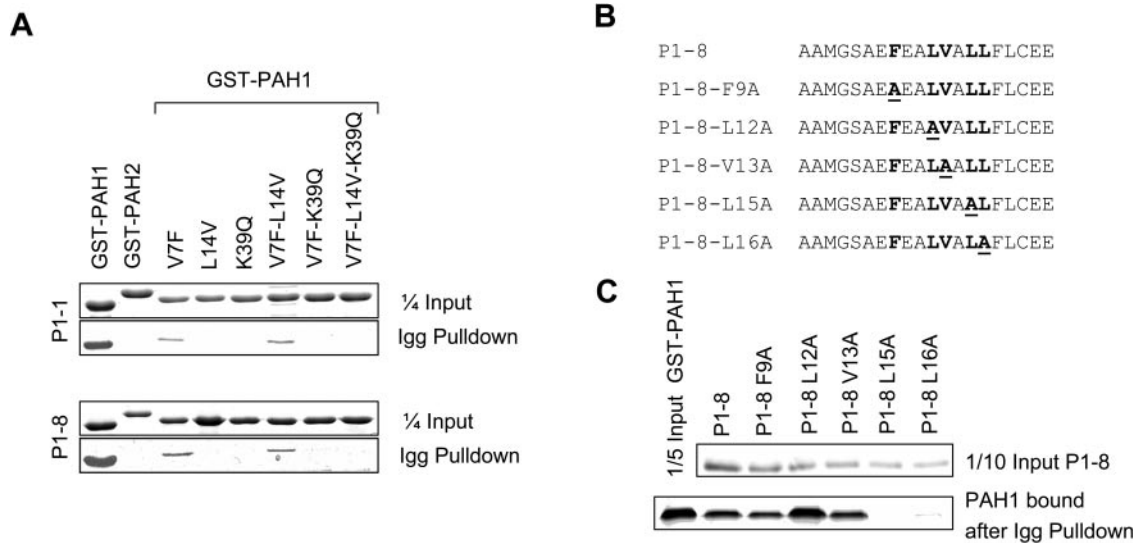 A
GST-PAH1
GST-PAH1
GST-PAH2
V7F
L14V
K39Q
V7F-L14V
V7F-K39Q
V7F-L14V-K39Q
P1-1
¼ Input
Igg Pulldown
P1-8
¼ Input
Igg Pulldown
B
P1-8 AAMGSAEFEALVALLFLCEE
P1-8-F9A AAMGSAEAEALVALLFLCEE
P1-8-L12A AAMGSAEFEAAVALLFLCEE
P1-8-V13A AAMGSAEFEALAALLFLCEE
P1-8-L15A AAMGSAEFEALVAALFLCEE
P1-8-L16A AAMGSAEFEALVALAFLCEE
C
1/5 Input GST-PAH1
P1-8
P1-8 F9A
P1-8 L12A
P1-8 V13A
P1-8 L15A
P1-8 L16A
1/10 Input P1-8
PAH1 bound
after Igg Pulldown